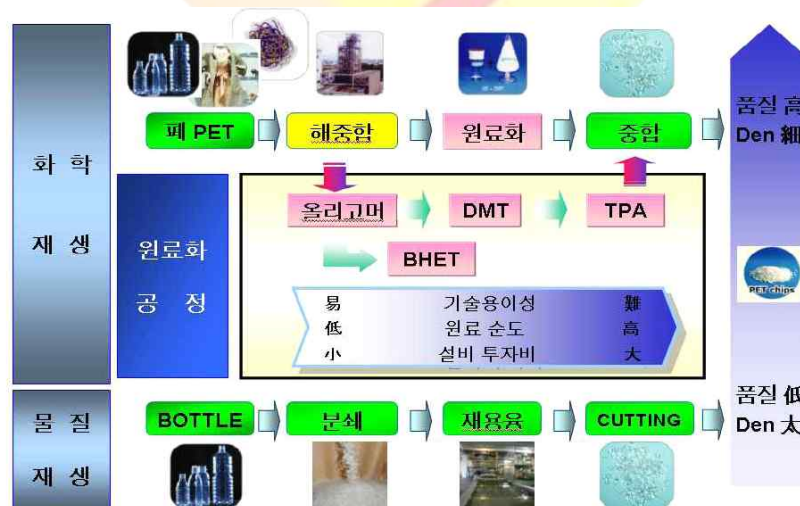 화 학
재 생
폐 PET
해중합
원료화
중합
품질 高
Den 細
원료화
공 정
올리고머
DMT
TPA
BHET
易 기술용이성 難
低 원료 순도 高
小 설비 투자비 大
PET chips
물 질
재 생
BOTTLE
분쇄
재용융
CUTTING
품질 低
Den 太